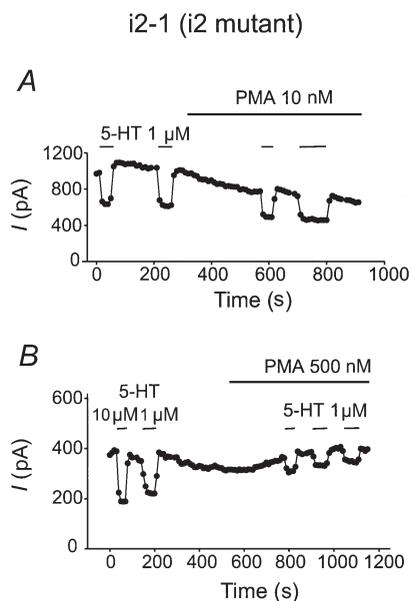 i2-1 (i2 mutant)
A
PMA 10 nM
5-HT 1 µM
1200
800
400
0
I (pA)
0 200 400 600 800 1000
Time (s)
B
PMA 500 nM
5-HT
10 µM 1 µM
5-HT 1µM
600
400
200
0
I (pA)
0 200 400 600 800 1000 1200
Time (s)